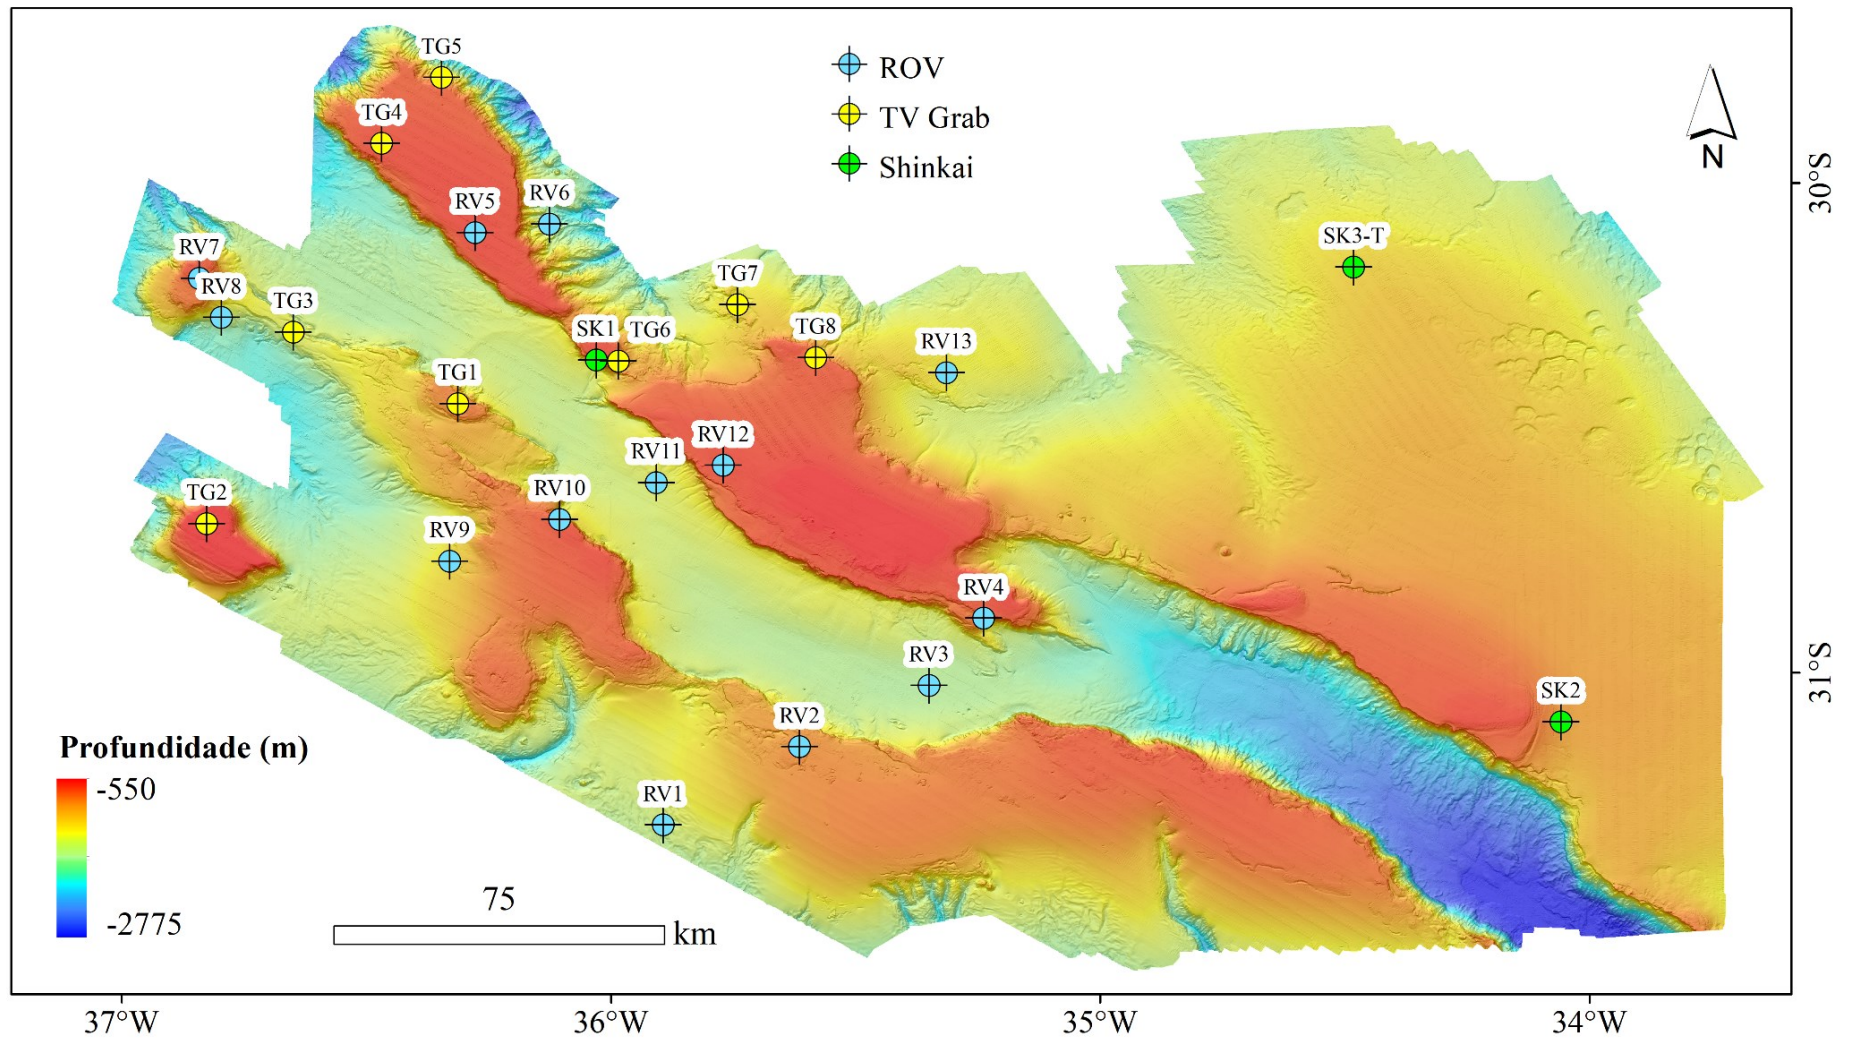 TG5
ROV
TG4
TV Grab
Shinkai
N
30°S
RV6
RV5
SK3-T
RV7
RV8
TG3
TG7
SK1
TG6
TG8
RV13
TG1
RV12
RV11
TG2
RV10
RV9
RV4
RV3
31°S
SK2
RV2
Profundidade (m)
-550
RV1
-2775
75
km
37°W
36°W
35°W
34°W